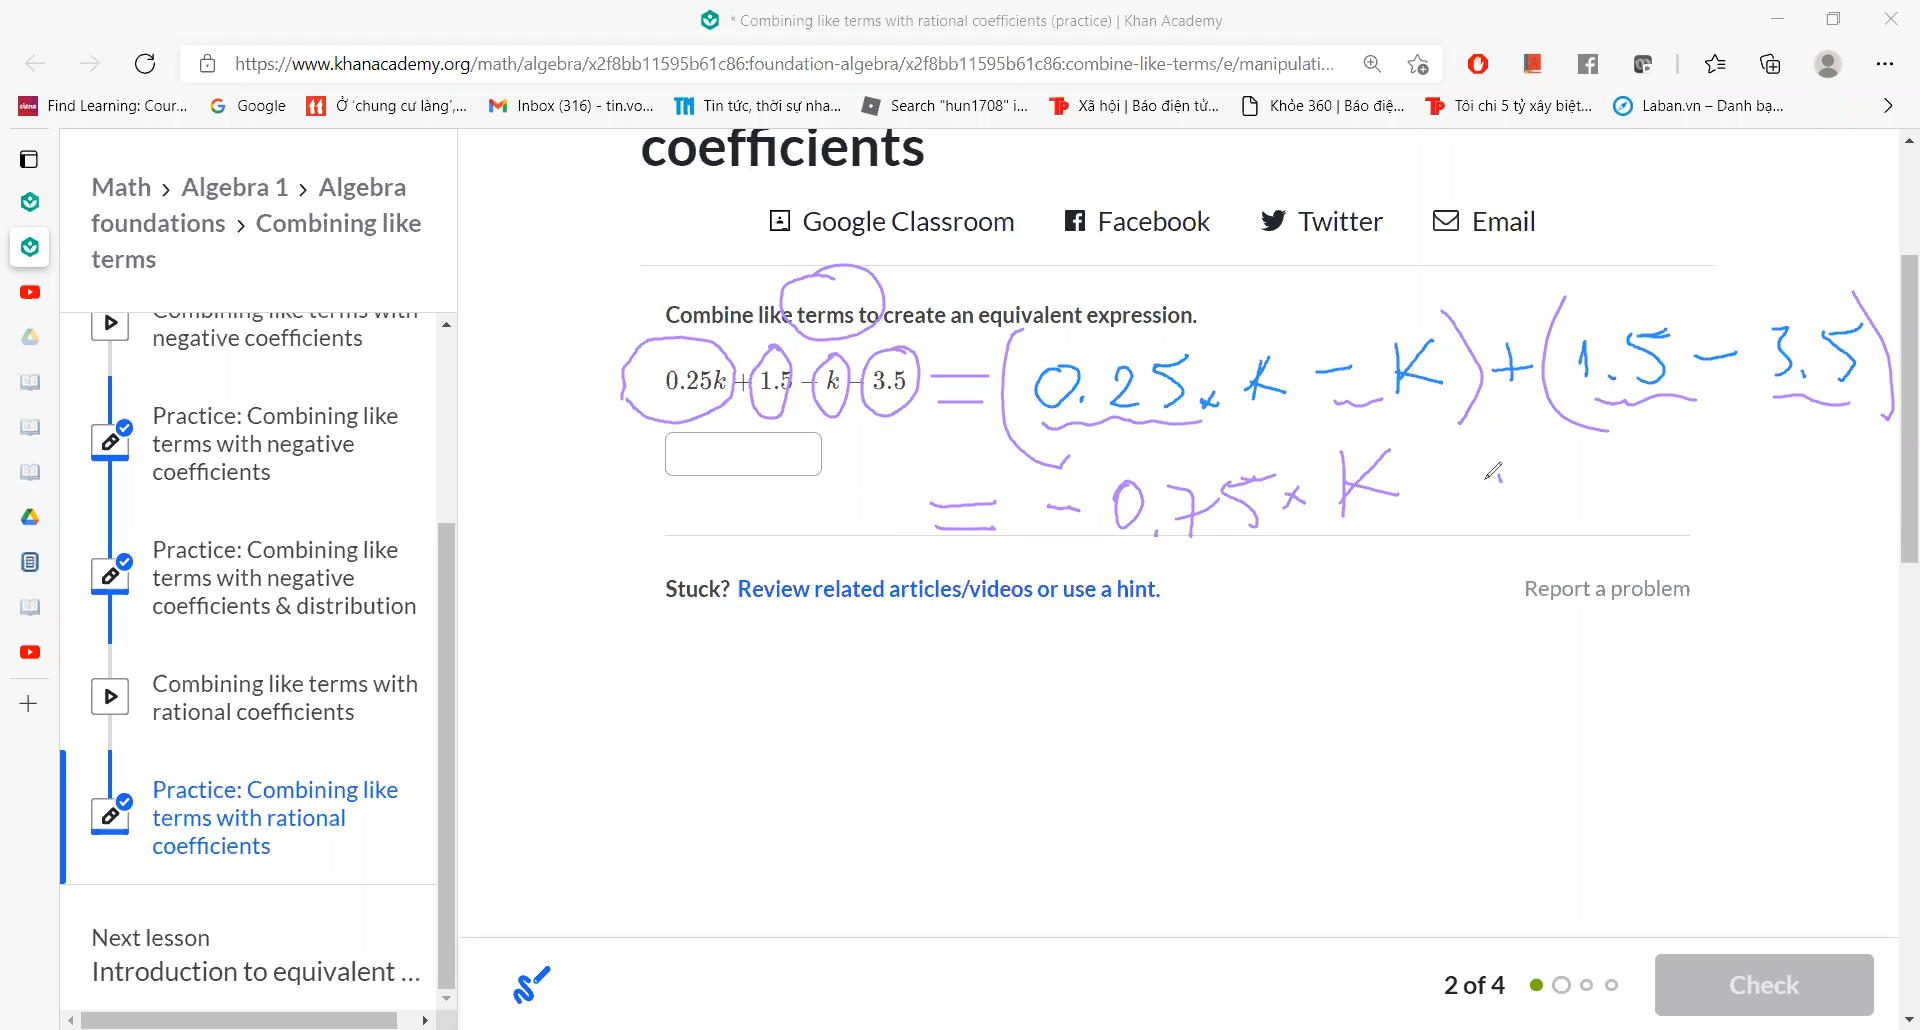 * Combining like terms with rational coefficients (practice) | Khan Academy
https://www.khanacademy.org/math/algebra/x2f8bb11595b61c86:foundation-algebra/x2f8bb11595b61c86:combine-like-terms/e/manipulati...
Find Learning: Cour... Google Ở 'chung cư làng',... Inbox (316) - tin.vo... Tin tức, thời sự nha... Search "hun1708" i... Xã hội | Báo điện tử... Khỏe 360 | Báo điệ... Tôi chi 5 tỷ xây biệt... Laban.vn – Danh bạ...
Math > Algebra 1 > Algebra
foundations > Combining like
terms
Combining like terms with
negative coefficients
Practice: Combining like
terms with negative
coefficients
Practice: Combining like
terms with negative
coefficients & distribution
Combining like terms with
rational coefficients
Practice: Combining like
terms with rational
coefficients
Next lesson
Introduction to equivalent ...
coefficients
Google Classroom Facebook Twitter Email
Combine like terms to create an equivalent expression.
0.25k + 1.5 − k − 3.5 = (0.25 × K − K) + (1.5 − 3.5)
= − 0.75 × K
Stuck? Review related articles/videos or use a hint. Report a problem
2 of 4 Check